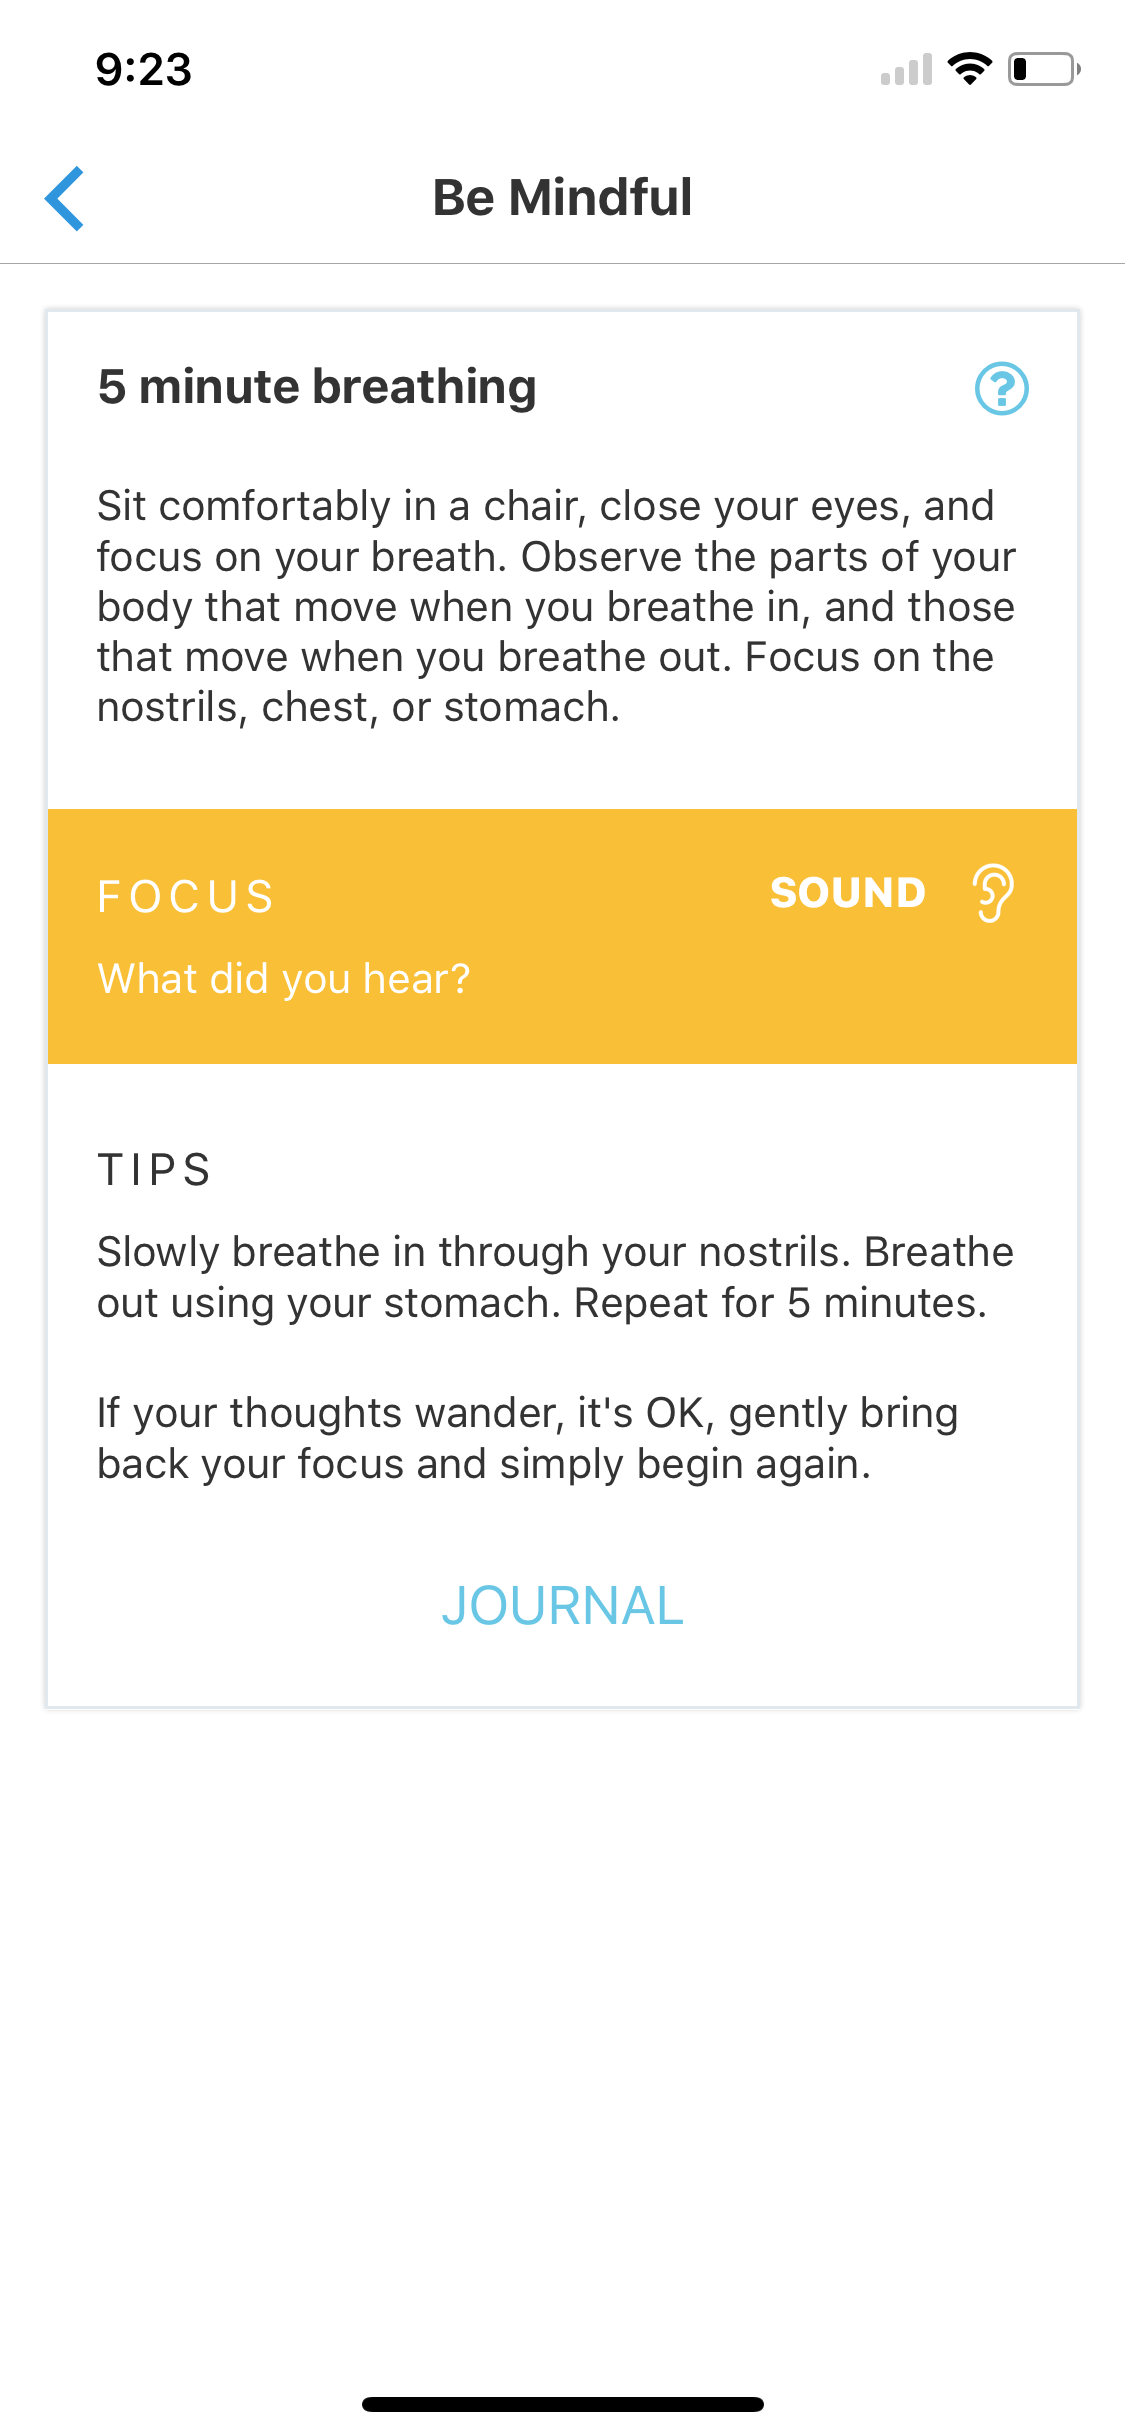 9:23
Be Mindful
5 minute breathing
Sit comfortably in a chair, close your eyes, and
focus on your breath. Observe the parts of your
body that move when you breathe in, and those
that move when you breathe out. Focus on the
nostrils, chest, or stomach.
FOCUS
SOUND
What did you hear?
TIPS
Slowly breathe in through your nostrils. Breathe
out using your stomach. Repeat for 5 minutes.
If your thoughts wander, it's OK, gently bring
back your focus and simply begin again.
JOURNAL